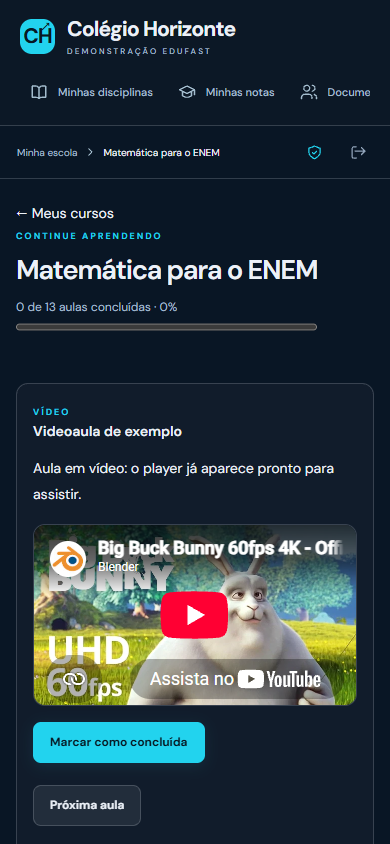 CH
Colégio Horizonte
DEMONSTRAÇÃO EDUFAST
Minhas disciplinas
Minhas notas
Docume
Minha escola > Matemática para o ENEM
← Meus cursos
CONTINUE APRENDENDO
Matemática para o ENEM
0 de 13 aulas concluídas · 0%
VÍDEO
Videoaula de exemplo
Aula em vídeo: o player já aparece pronto para
assistir.
Big Buck Bunny 60fps 4K - Offi
Blender
BUNNY
UHD
60fps
Assista no YouTube
Marcar como concluída
Próxima aula